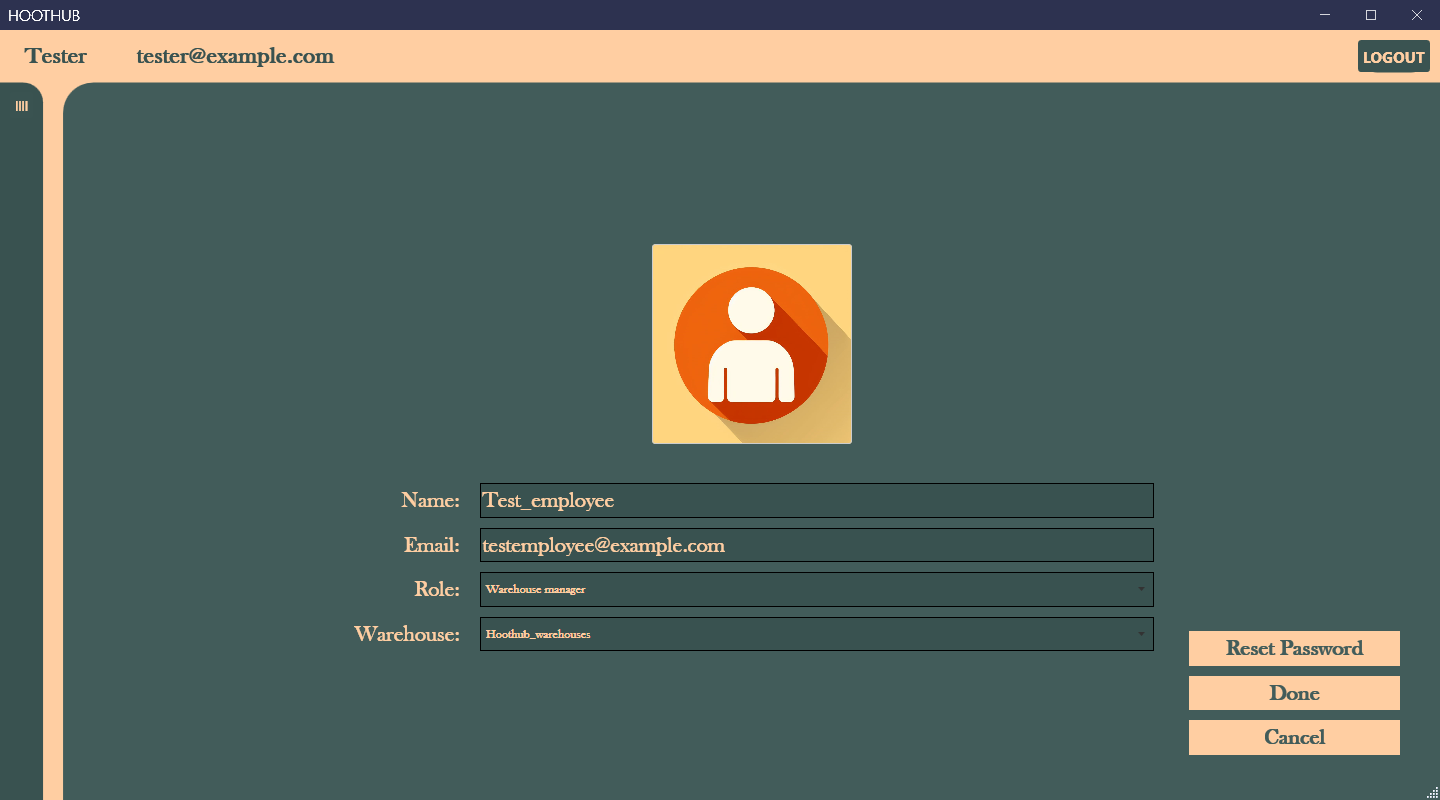 HOOTHUB
Tester tester@example.com LOGOUT
Name: Test_employee
Email: testemployee@example.com
Role: Warehouse manager
Warehouse: Hoothub_warehouses
Reset Password
Done
Cancel